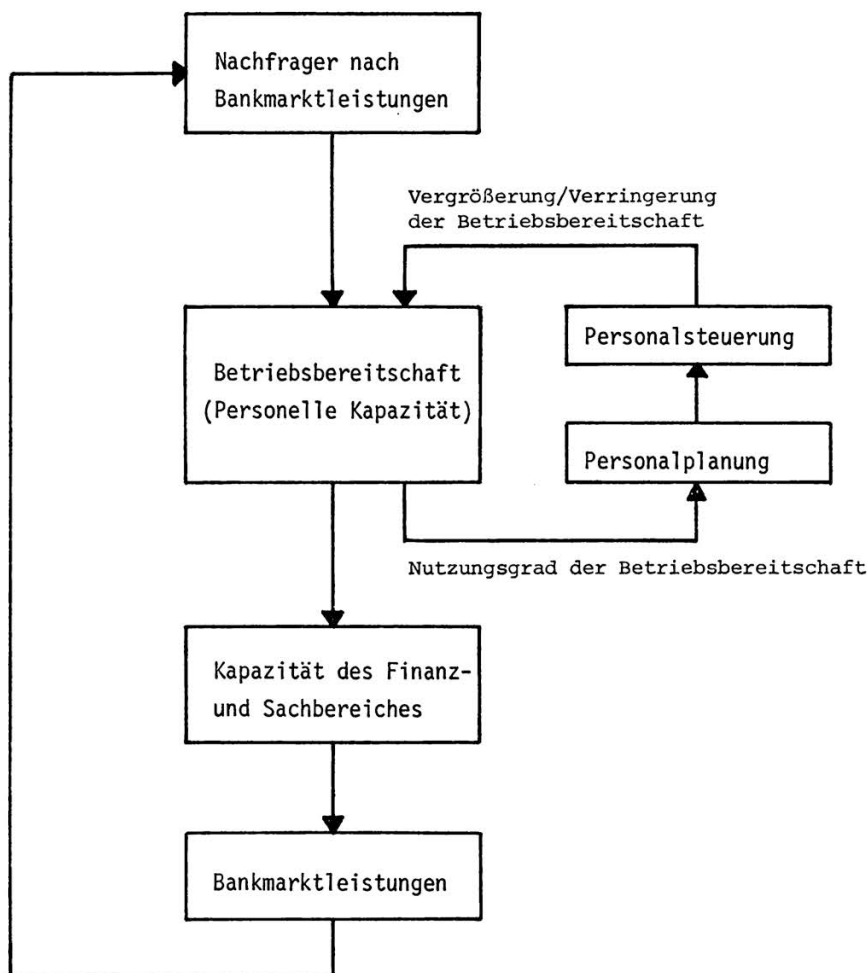 Nachfrager nach
Bankmarktleistungen
Vergrößerung/Verringerung
der Betriebsbereitschaft
Personalsteuerung
Betriebsbereitschaft
(Personelle Kapazität)
Personalplanung
Nutzungsgrad der Betriebsbereitschaft
Kapazität des Finanz-
und Sachbereiches
Bankmarktleistungen